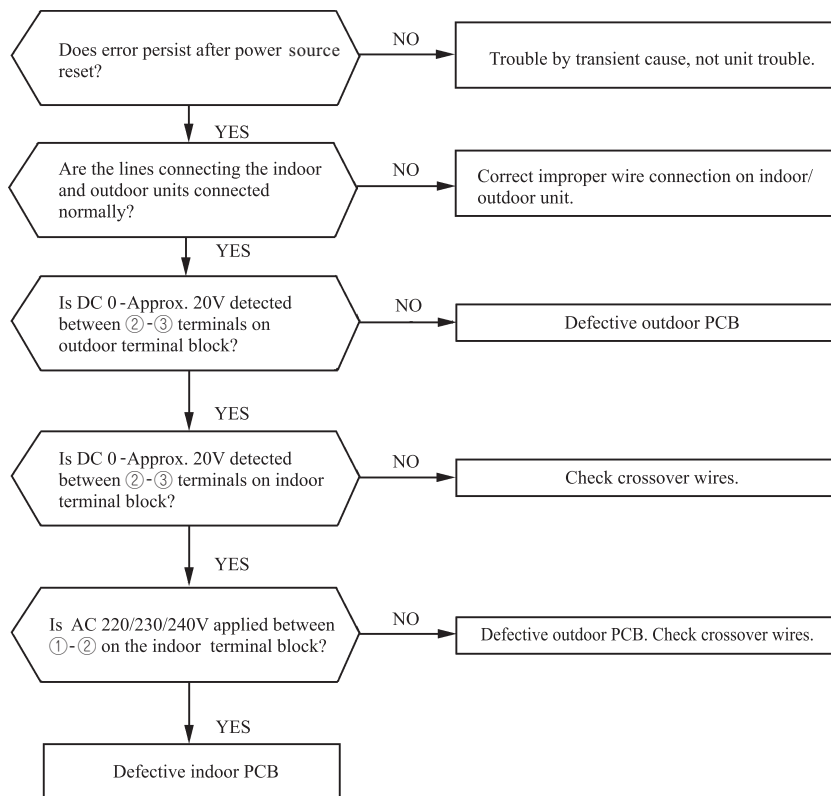 Does error persist after power source
reset?
NO
Trouble by transient cause, not unit trouble.
YES
Are the lines connecting the indoor
and outdoor units connected
normally?
NO
Correct improper wire connection on indoor/
outdoor unit.
YES
Is DC 0-Approx. 20V detected
between ②-③ terminals on
outdoor terminal block?
NO
Defective outdoor PCB
YES
Is DC 0-Approx. 20V detected
between ②-③ terminals on indoor
terminal block?
NO
Check crossover wires.
YES
Is AC 220/230/240V applied between
①-② on the indoor terminal block?
NO
Defective outdoor PCB. Check crossover wires.
YES
Defective indoor PCB